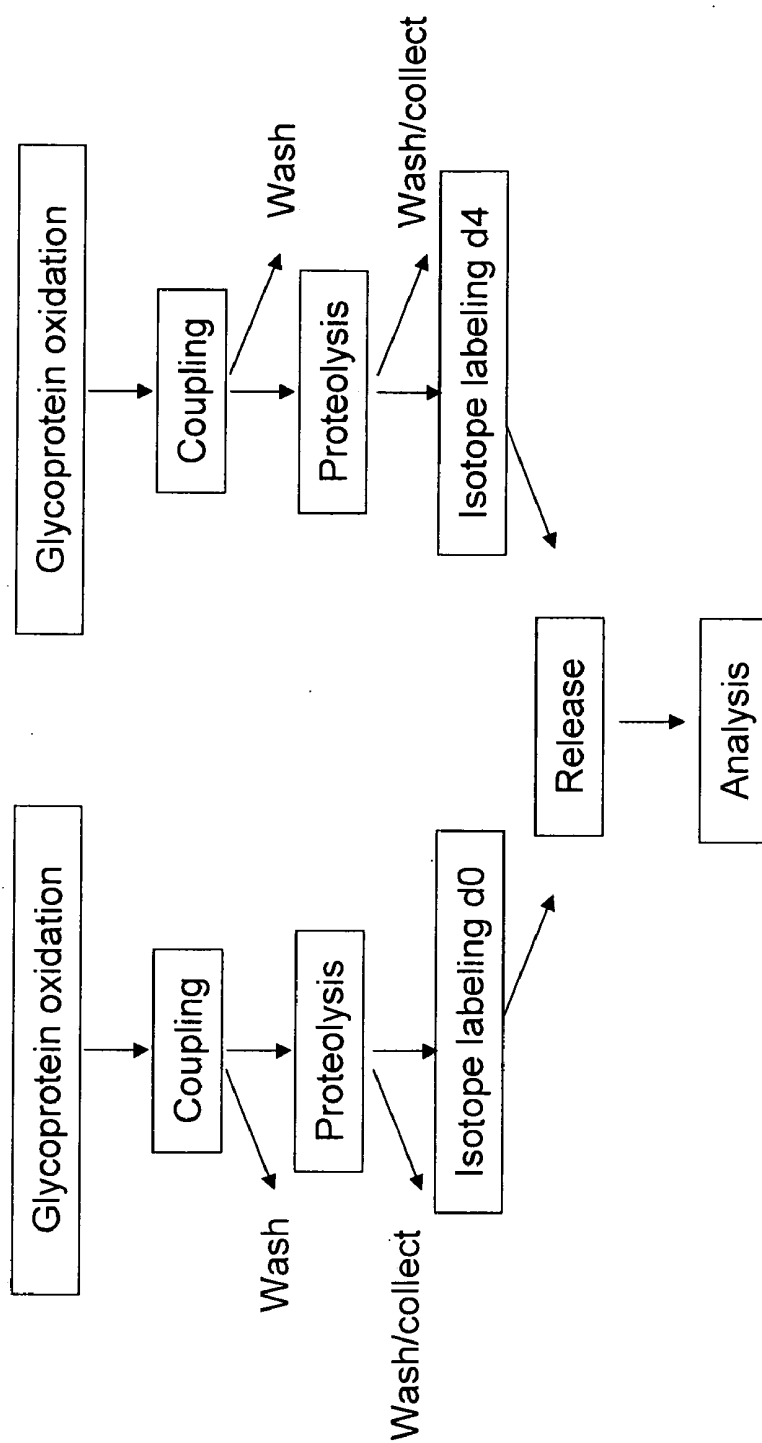 Glycoprotein oxidation
Coupling
Wash
Proteolysis
Wash/collect
Isotope labeling d0
Glycoprotein oxidation
Coupling
Wash
Proteolysis
Wash/collect
Isotope labeling d4
Release
Analysis